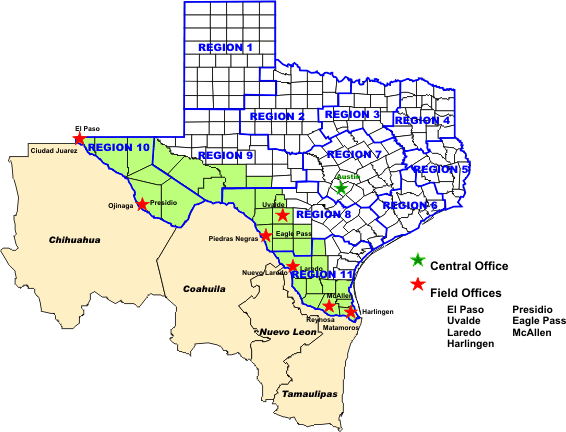 REGION 1
REGION 2
REGION 3
REGION 4
El Paso
Ciudad Juarez
REGION 10
REGION 9
REGION 7
REGION 5
Austin
Ojinaga
Presidio
Uvalde
REGION 8
REGION 6
Piedras Negras
Eagle Pass
Chihuahua
Nuevo Laredo
Laredo
REGION 11
Coahuila
McAllen
Harlingen
Reynosa
Matamoros
Nuevo Leon
Tamaulipas
Central Office
Field Offices
El Paso Presidio
Uvalde Eagle Pass
Laredo McAllen
Harlingen